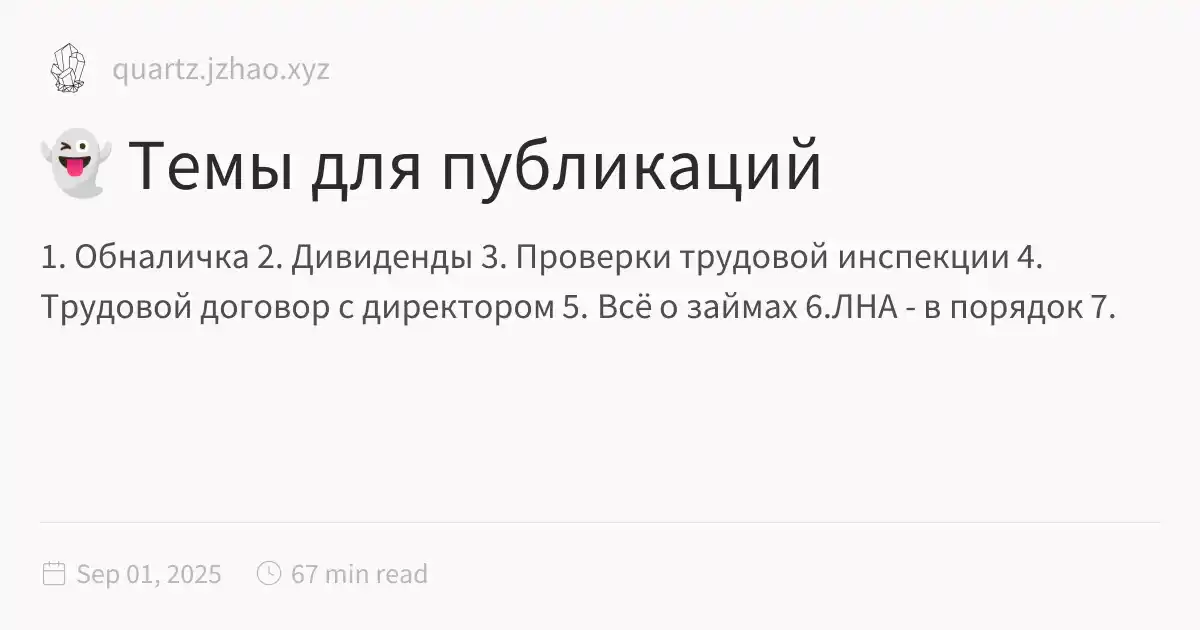 quartz.jzhao.xyz
👻 Темы для публикаций
1. Обналичка 2. Дивиденды 3. Проверки трудовой инспекции 4.
Трудовой договор с директором 5. Всё о займах 6.ЛНА - в порядок 7.
Sep 01, 2025 67 min read